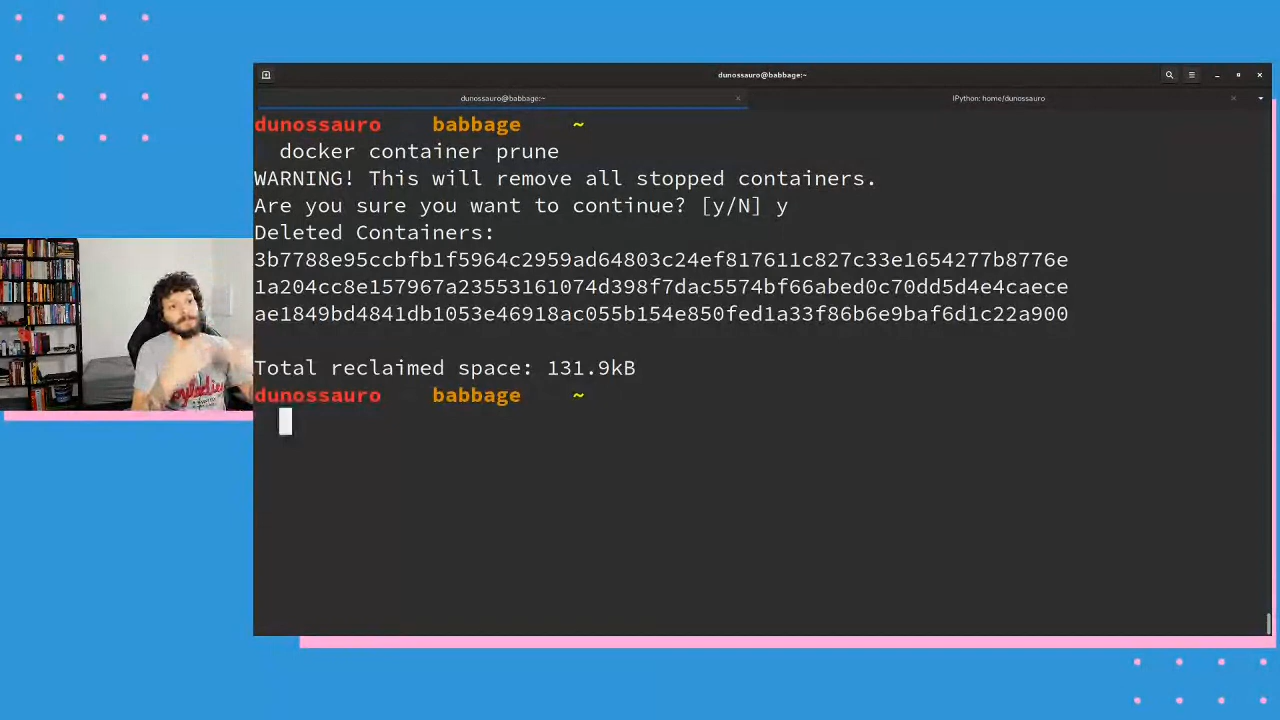 dunossauro@babbage:~
dunossauro@babbage:~
IPython: home/dunossauro
dunossauro babbage ~
docker container prune
WARNING! This will remove all stopped containers.
Are you sure you want to continue? [y/N] y
Deleted Containers:
3b7788e95ccbfb1f5964c2959ad64803c24ef817611c827c33e1654277b8776e
1a204cc8e157967a23553161074d398f7dac5574bf66abed0c70dd5d4e4caece
ae1849bd4841db1053e46918ac055b154e850fed1a33f86b6e9baf6d1c22a900
Total reclaimed space: 131.9kB
dunossauro babbage ~